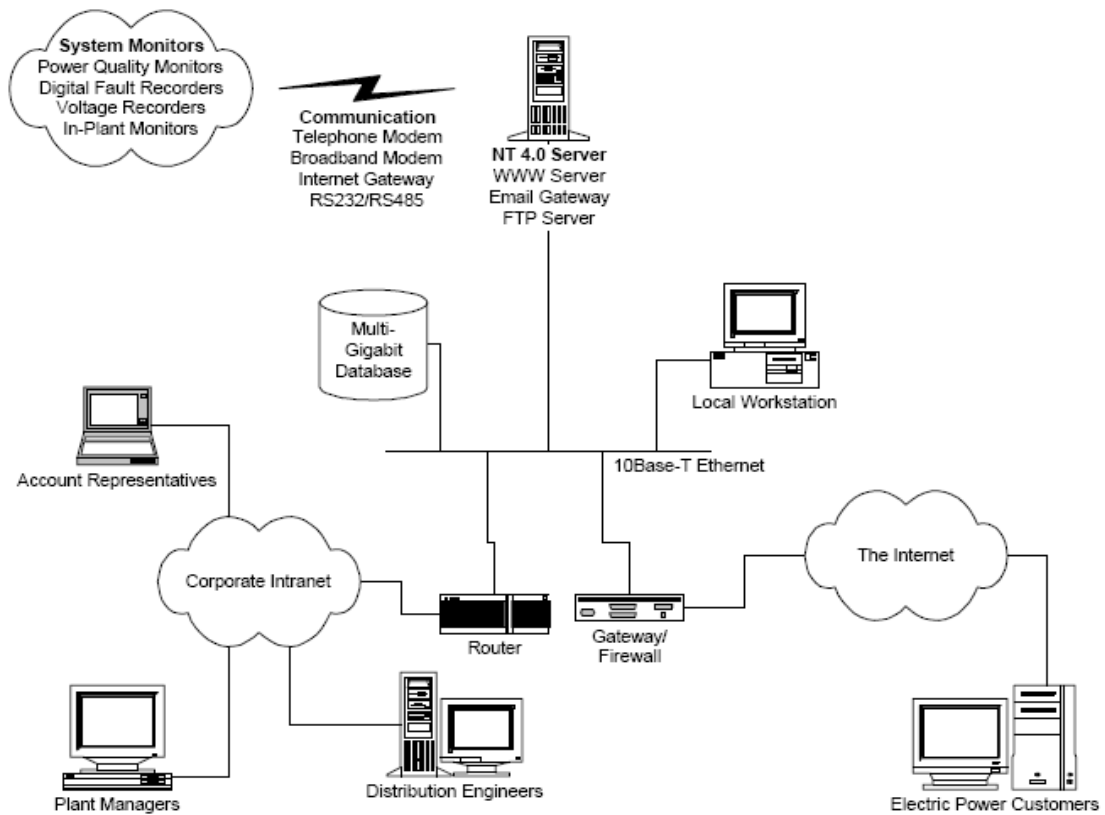 System Monitors
Power Quality Monitors
Digital Fault Recorders
Voltage Recorders
In-Plant Monitors
Communication
Telephone Modem
Broadband Modem
Internet Gateway
RS232/RS485
NT 4.0 Server
WWW Server
Email Gateway
FTP Server
Multi-
Gigabit
Database
Local Workstation
10Base-T Ethernet
Account Representatives
Corporate Intranet
The Internet
Router
Gateway/
Firewall
Plant Managers
Distribution Engineers
Electric Power Customers